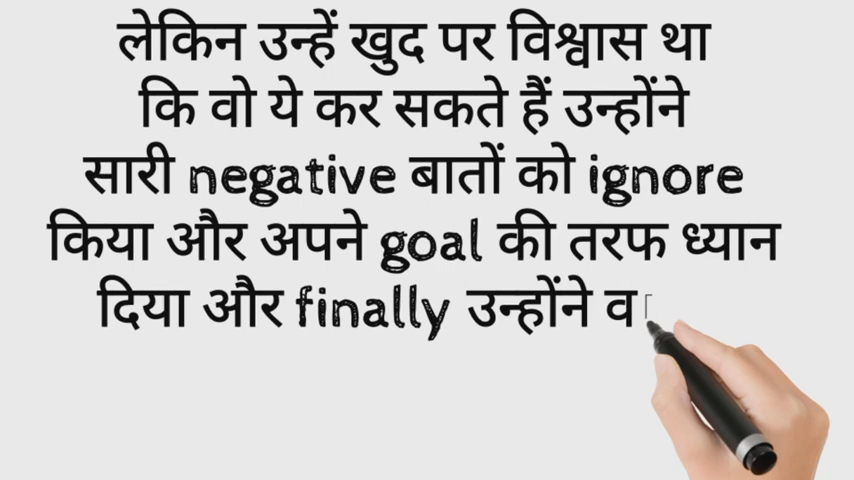 लेकिन उन्हें खुद पर विश्वास था
कि वो ये कर सकते हैं उन्होंने
सारी negative बातों को ignore
किया और अपने goal की तरफ ध्यान
दिया और finally उन्होंने व